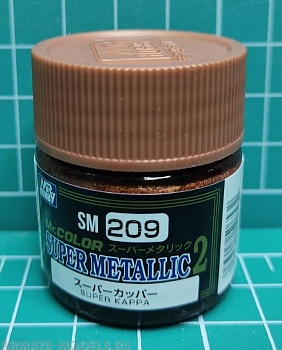 SM 209
Mr.COLOR スーパーメタリック
SUPER METALLIC 2
スーパーカッパー
SUPER KAPPA